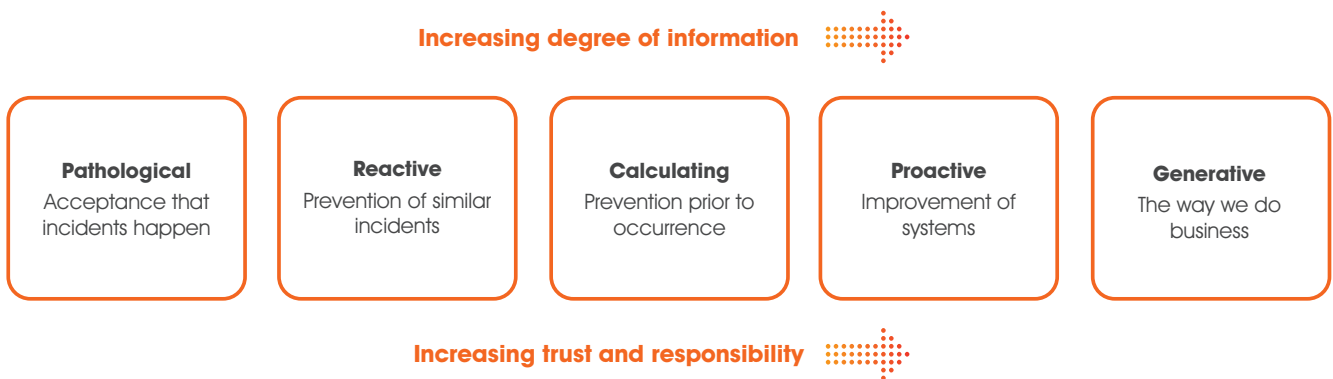 Increasing degree of information
Pathological
Acceptance that
incidents happen
Reactive
Prevention of similar
incidents
Calculating
Prevention prior to
occurrence
Proactive
Improvement of
systems
Generative
The way we do
business
Increasing trust and responsibility